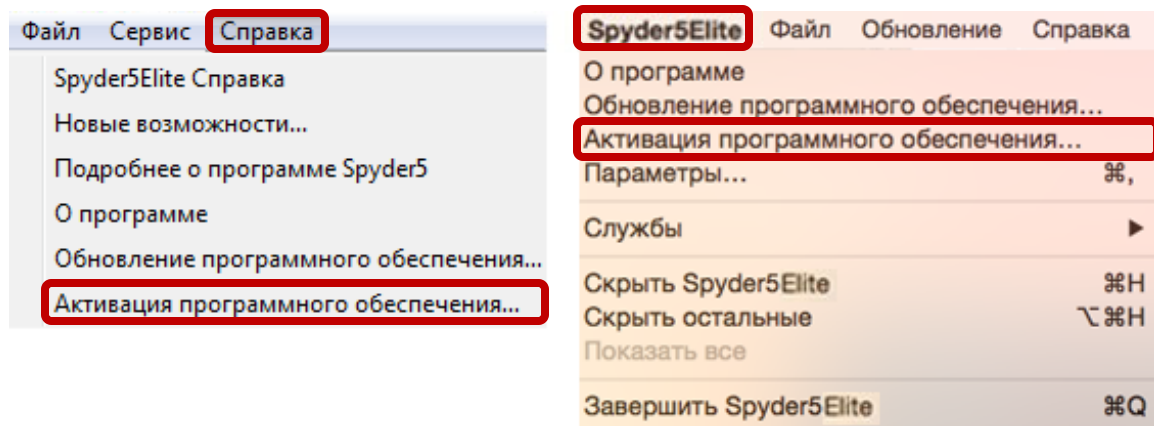 Файл Сервис Справка
Spyder5Elite Справка
Новые возможности...
Подробнее о программе Spyder5
О программе
Обновление программного обеспечения...
Активация программного обеспечения...
Spyder5Elite Файл Обновление Справка
О программе
Обновление программного обеспечения...
Активация программного обеспечения...
Параметры... ⌘,
Службы ▶
Скрыть Spyder5Elite ⌘H
Скрыть остальные ⌥⌘H
Показать все
Завершить Spyder5Elite ⌘Q